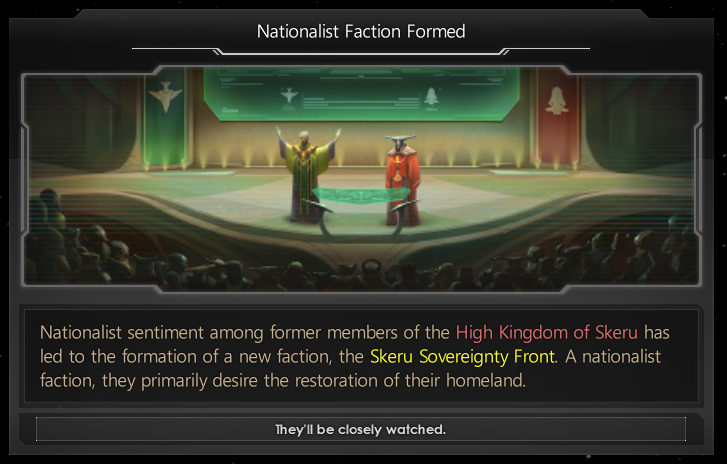 Nationalist Faction Formed
Nationalist sentiment among former members of the High Kingdom of Skeru has
led to the formation of a new faction, the Skeru Sovereignty Front. A nationalist
faction, they primarily desire the restoration of their homeland.
They'll be closely watched.